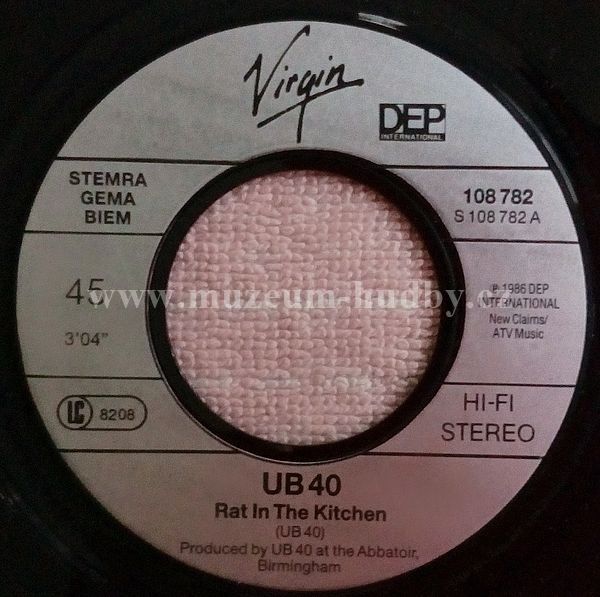 Virgin
DEP
INTERNATIONAL
STEMRA
GEMA
BIEM
108 782
S 108 782 A
45
3'04"
℗ 1986 DEP
INTERNATIONAL
New Claims/
ATV Music
www.muzeum-hudby.cz
LC 8208
HI-FI
STEREO
UB 40
Rat In The Kitchen
(UB 40)
Produced by UB 40 at the Abbatoir,
Birmingham